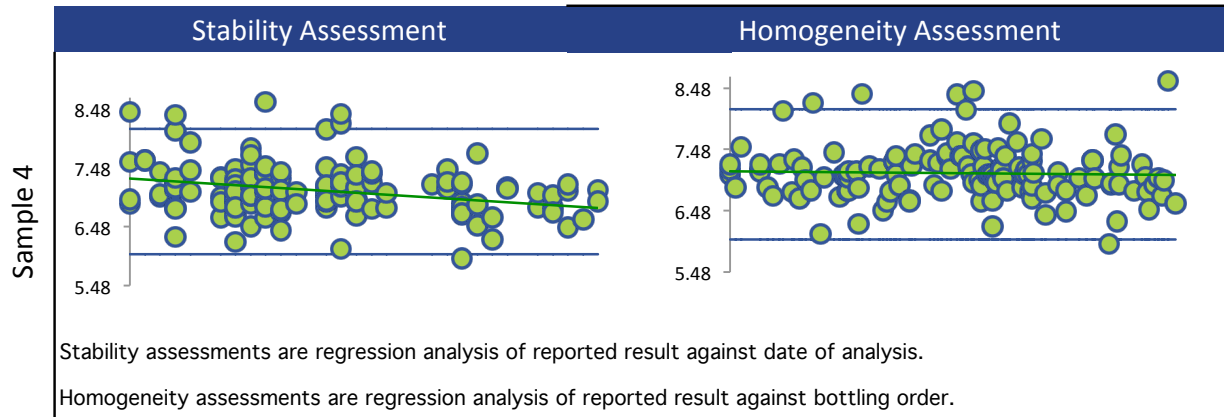 Stability Assessment
Homogeneity Assessment
Sample 4
8.48
7.48
6.48
5.48
8.48
7.48
6.48
5.48
Stability assessments are regression analysis of reported result against date of analysis.
Homogeneity assessments are regression analysis of reported result against bottling order.